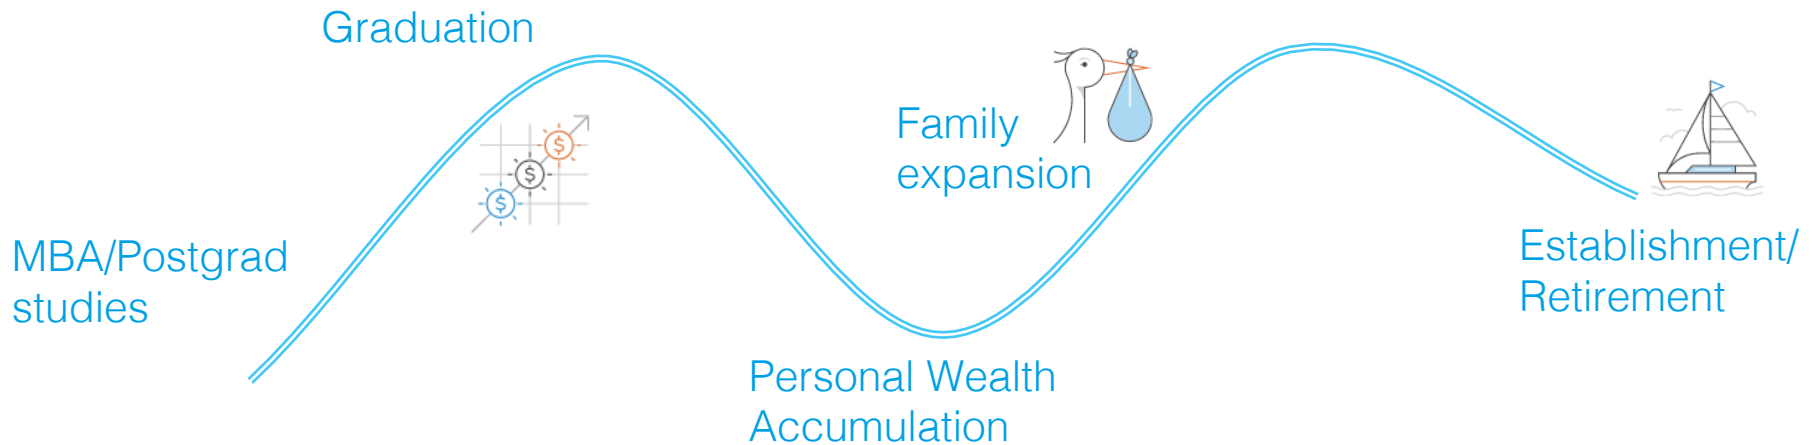 Graduation
MBA/Postgrad
studies
$
$
$
Personal Wealth
Accumulation
Family
expansion
Establishment/
Retirement